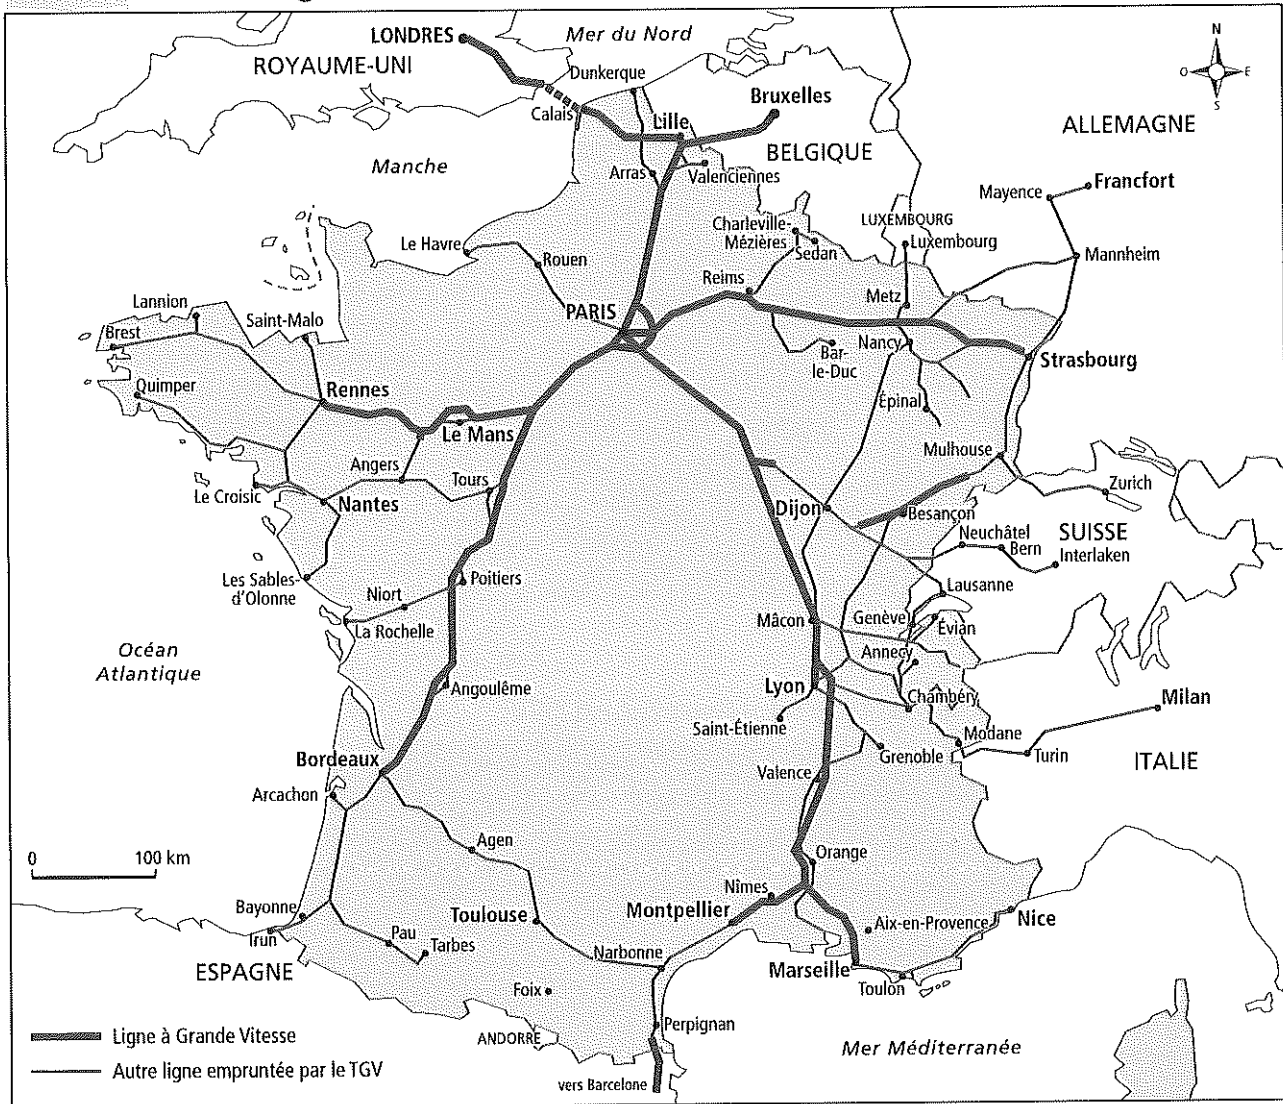 LONDRES
Mer du Nord
N
O
E
S
ROYAUME-UNI
Dunkerque
Calais
Lille
Bruxelles
ALLEMAGNE
BELGIQUE
Manche
Arras
Valenciennes
Mayence
Francfort
Charleville-
Mézières
Sedan
LUXEMBOURG
Luxembourg
Le Havre
Rouen
Mannheim
Reims
Metz
Lannion
Brest
Saint-Malo
PARIS
Bar-
le-Duc
Nancy
Strasbourg
Quimper
Rennes
Épinal
Le Mans
Angers
Tours
Mulhouse
Le Croisic
Nantes
Dijon
Besançon
Zurich
SUISSE
Neuchâtel
Bern
Interlaken
Les Sables-
d'Olonne
Niort
Poitiers
Lausanne
La Rochelle
Mâcon
Genève
Évian
Annecy
Océan
Atlantique
Angoulême
Lyon
Chambéry
Milan
Saint-Étienne
Modane
Grenoble
Turin
ITALIE
Bordeaux
Valence
Arcachon
0
100 km
Agen
Orange
Nîmes
Bayonne
Irun
Toulouse
Montpellier
Aix-en-Provence
Nice
Pau
Tarbes
Narbonne
ESPAGNE
Marseille
Toulon
Foix
Perpignan
ANDORRE
Ligne à Grande Vitesse
Mer Méditerranée
Autre ligne empruntée par le TGV
vers Barcelone